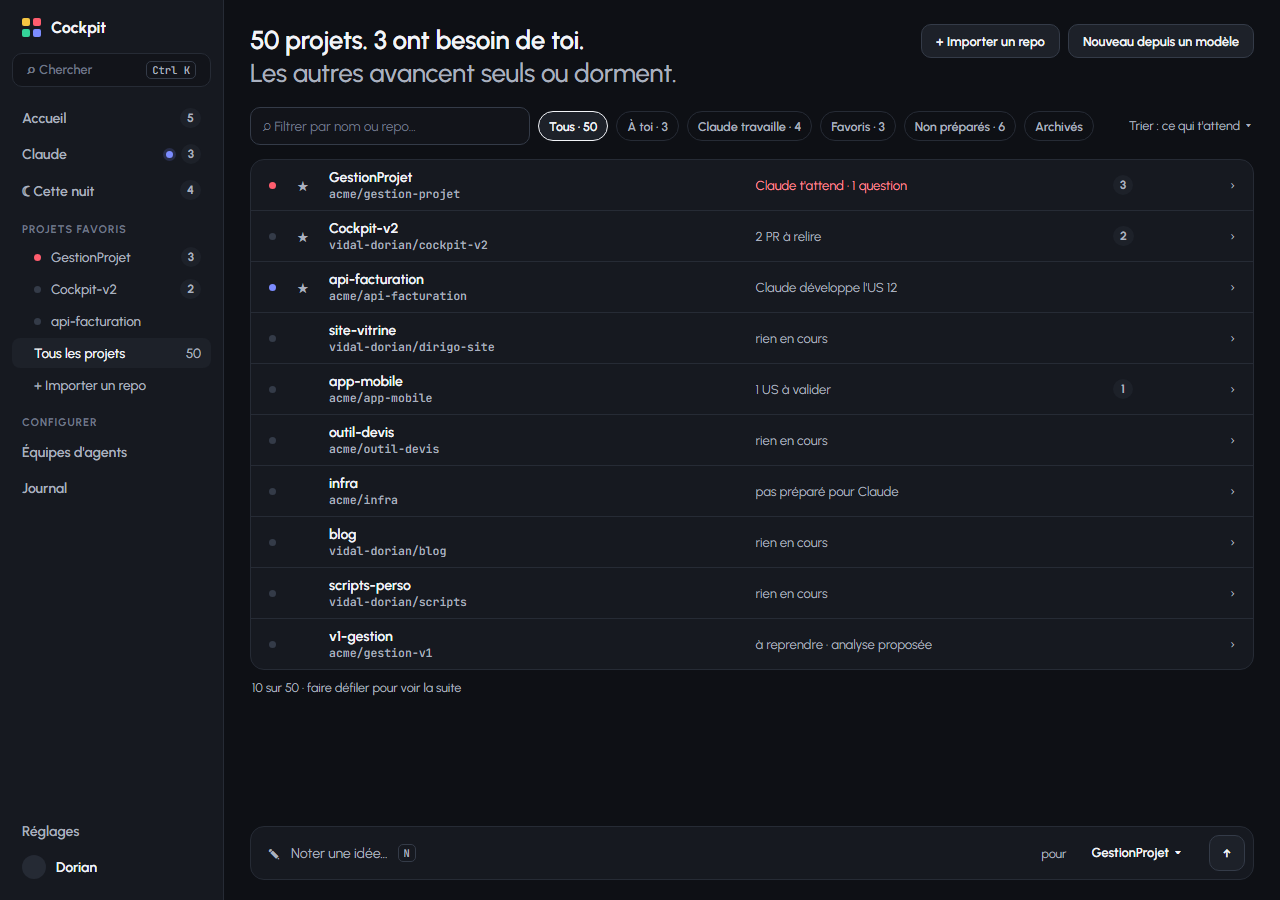 Cockpit
⌕ Chercher Ctrl K
Accueil 5
Claude 3
☾ Cette nuit 4
PROJETS FAVORIS
GestionProjet 3
Cockpit-v2 2
api-facturation
Tous les projets 50
+ Importer un repo
CONFIGURER
Équipes d'agents
Journal
Réglages
Dorian
50 projets. 3 ont besoin de toi.
Les autres avancent seuls ou dorment.
+ Importer un repo
Nouveau depuis un modèle
⌕ Filtrer par nom ou repo…
Tous · 50
À toi · 3
Claude travaille · 4
Favoris · 3
Non préparés · 6
Archivés
Trier : ce qui t'attend
★ GestionProjet Claude t'attend · 1 question 3 ›
acme/gestion-projet
★ Cockpit-v2 2 PR à relire 2 ›
vidal-dorian/cockpit-v2
★ api-facturation Claude développe l'US 12 ›
acme/api-facturation
site-vitrine rien en cours ›
vidal-dorian/dirigo-site
app-mobile 1 US à valider 1 ›
acme/app-mobile
outil-devis rien en cours ›
acme/outil-devis
infra pas préparé pour Claude ›
acme/infra
blog rien en cours ›
vidal-dorian/blog
scripts-perso rien en cours ›
vidal-dorian/scripts
v1-gestion à reprendre · analyse proposée ›
acme/gestion-v1
10 sur 50 · faire défiler pour voir la suite
Noter une idée… N pour GestionProjet ↑